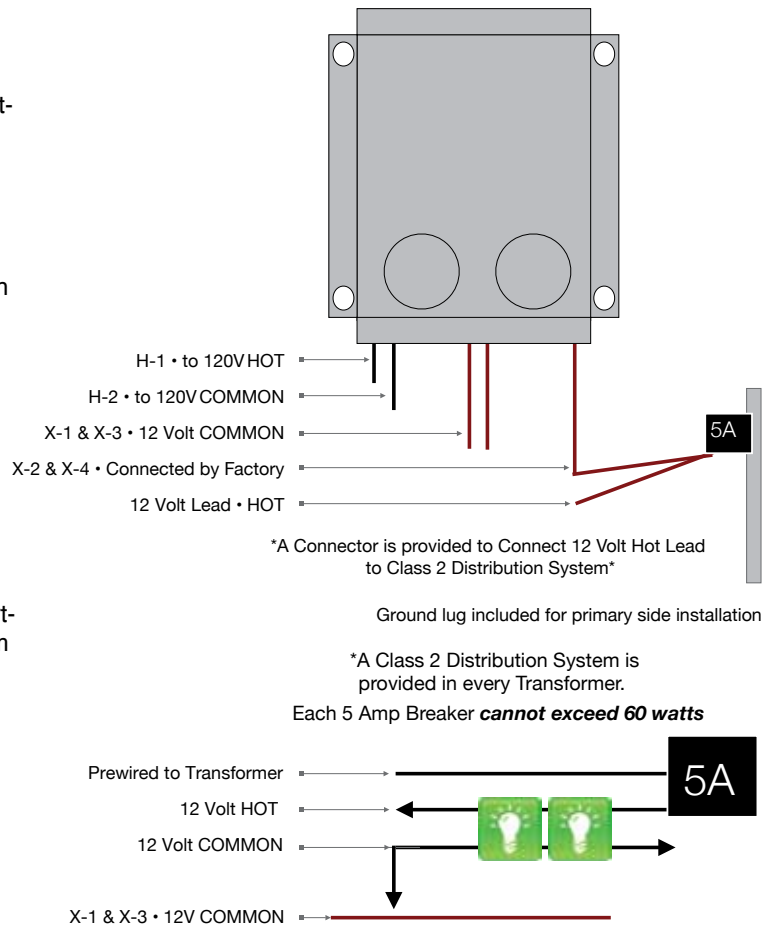 t-
n
H-1 • to 120V HOT
H-2 • to 120V COMMON
X-1 & X-3 • 12 Volt COMMON
5A
X-2 & X-4 • Connected by Factory
12 Volt Lead • HOT
*A Connector is provided to Connect 12 Volt Hot Lead
to Class 2 Distribution System*
t-
Ground lug included for primary side installation
n
*A Class 2 Distribution System is
provided in every Transformer.
Each 5 Amp Breaker cannot exceed 60 watts
Prewired to Transformer
5A
12 Volt HOT
12 Volt COMMON
X-1 & X-3 • 12V COMMON